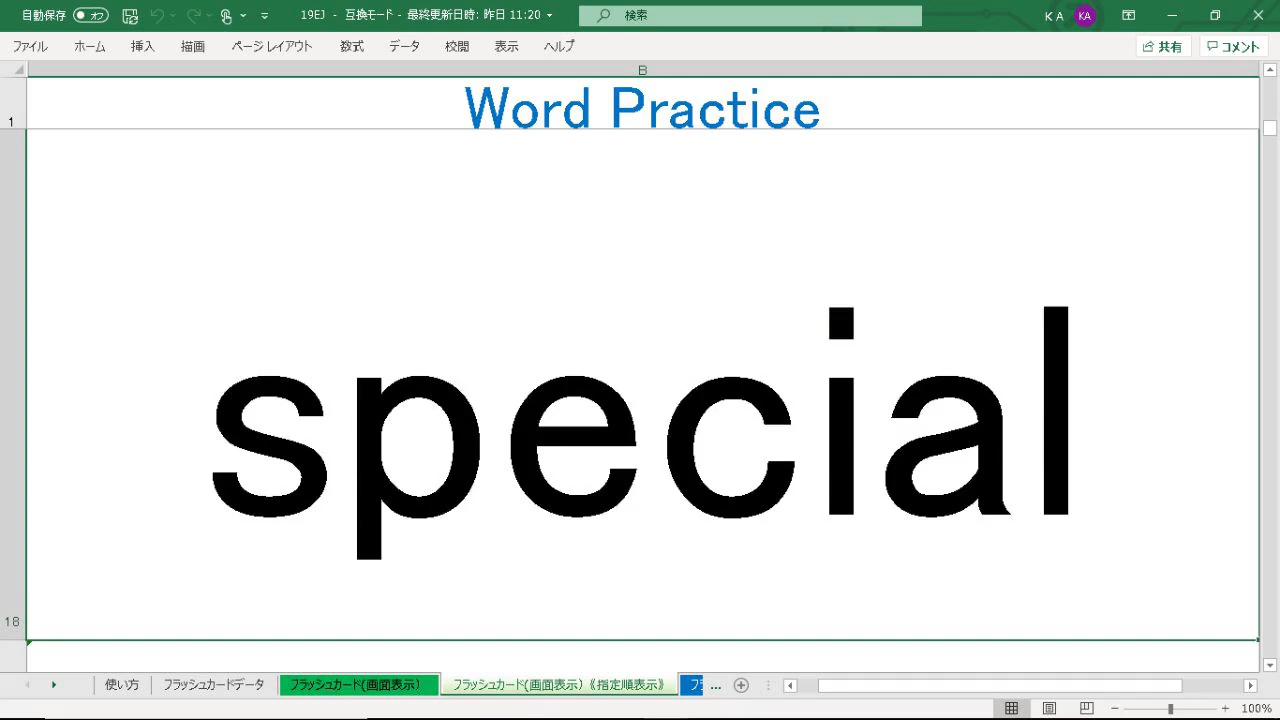 自動保存 オフ 19EJ - 互換モード - 最終更新日時: 昨日 11:20 検索 K A KA
ファイル ホーム 挿入 描画 ページ レイアウト 数式 データ 校閲 表示 ヘルプ 共有 コメント
B
1 Word Practice
special
18
使い方 フラッシュカードデータ フラッシュカード(画面表示) フラッシュカード(画面表示)《指定順表示》 フラ ...
100%